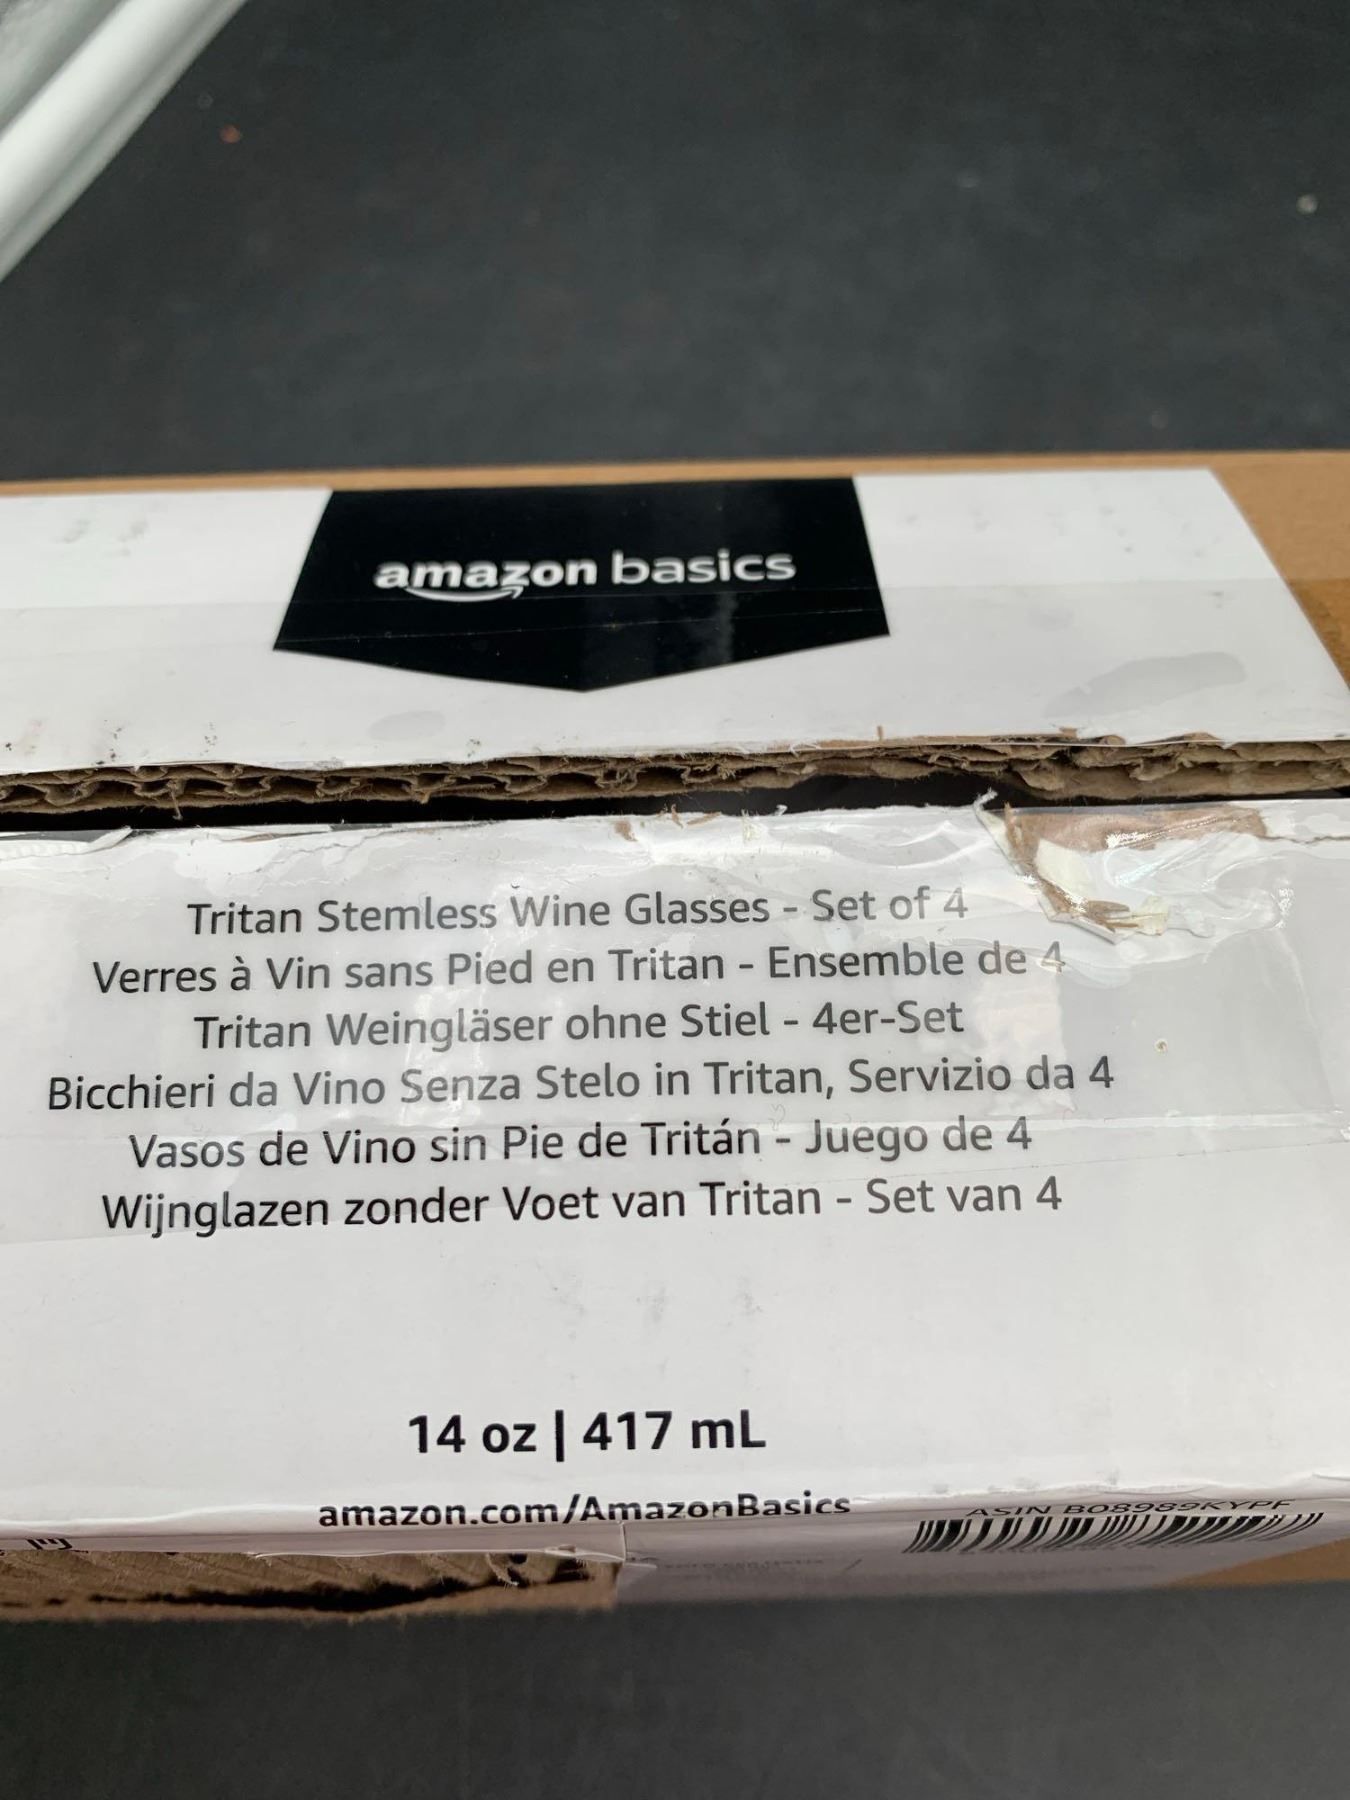 amazon basics
Tritan Stemless Wine Glasses - Set of 4
Verres à Vin sans Pied en Tritan - Ensemble de 4
Tritan Weingläser ohne Stiel - 4er-Set
Bicchieri da Vino Senza Stelo in Tritan, Servizio da 4
Vasos de Vino sin Pie de Tritán - Juego de 4
Wijnglazen zonder Voet van Tritan - Set van 4
14 oz | 417 mL
amazon.com/AmazonBasics
ASIN B08989KYPF